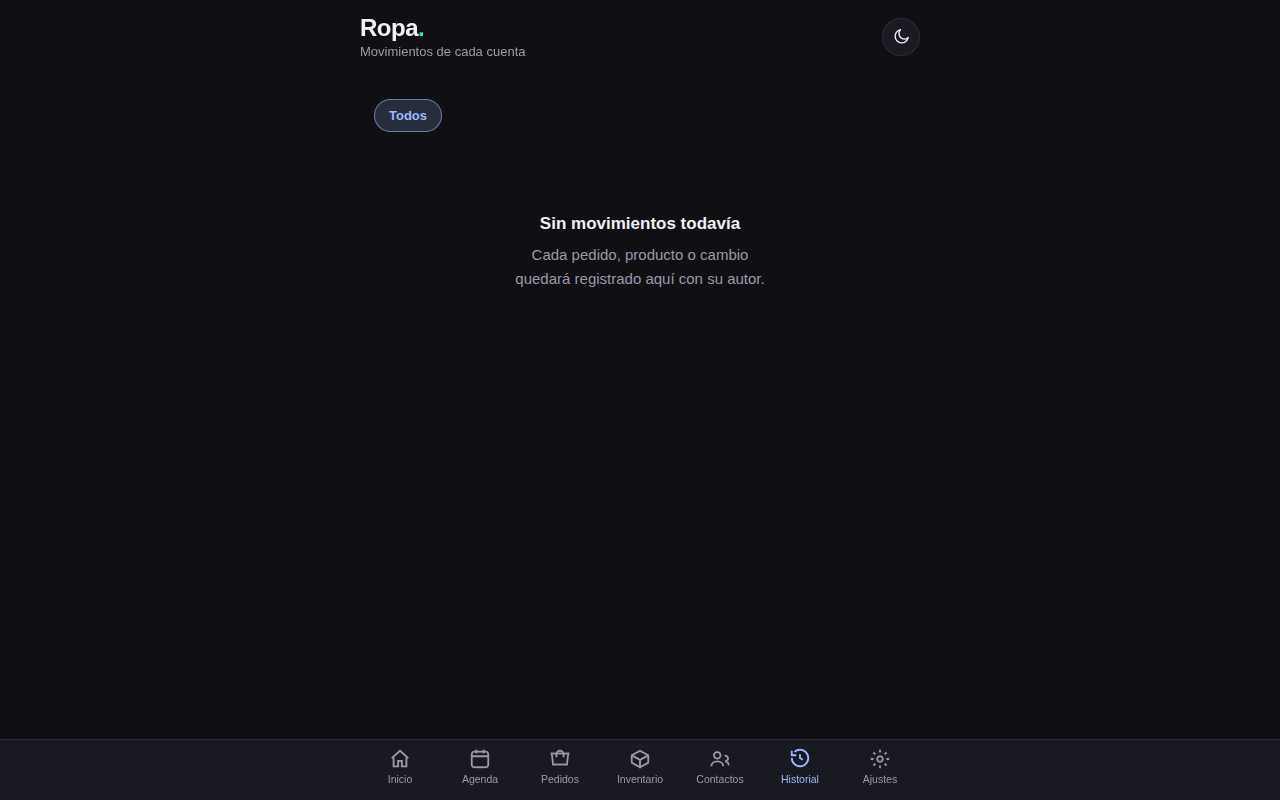 Ropa.
Movimientos de cada cuenta
Todos
Sin movimientos todavía
Cada pedido, producto o cambio
quedará registrado aquí con su autor.
Inicio
Agenda
Pedidos
Inventario
Contactos
Historial
Ajustes